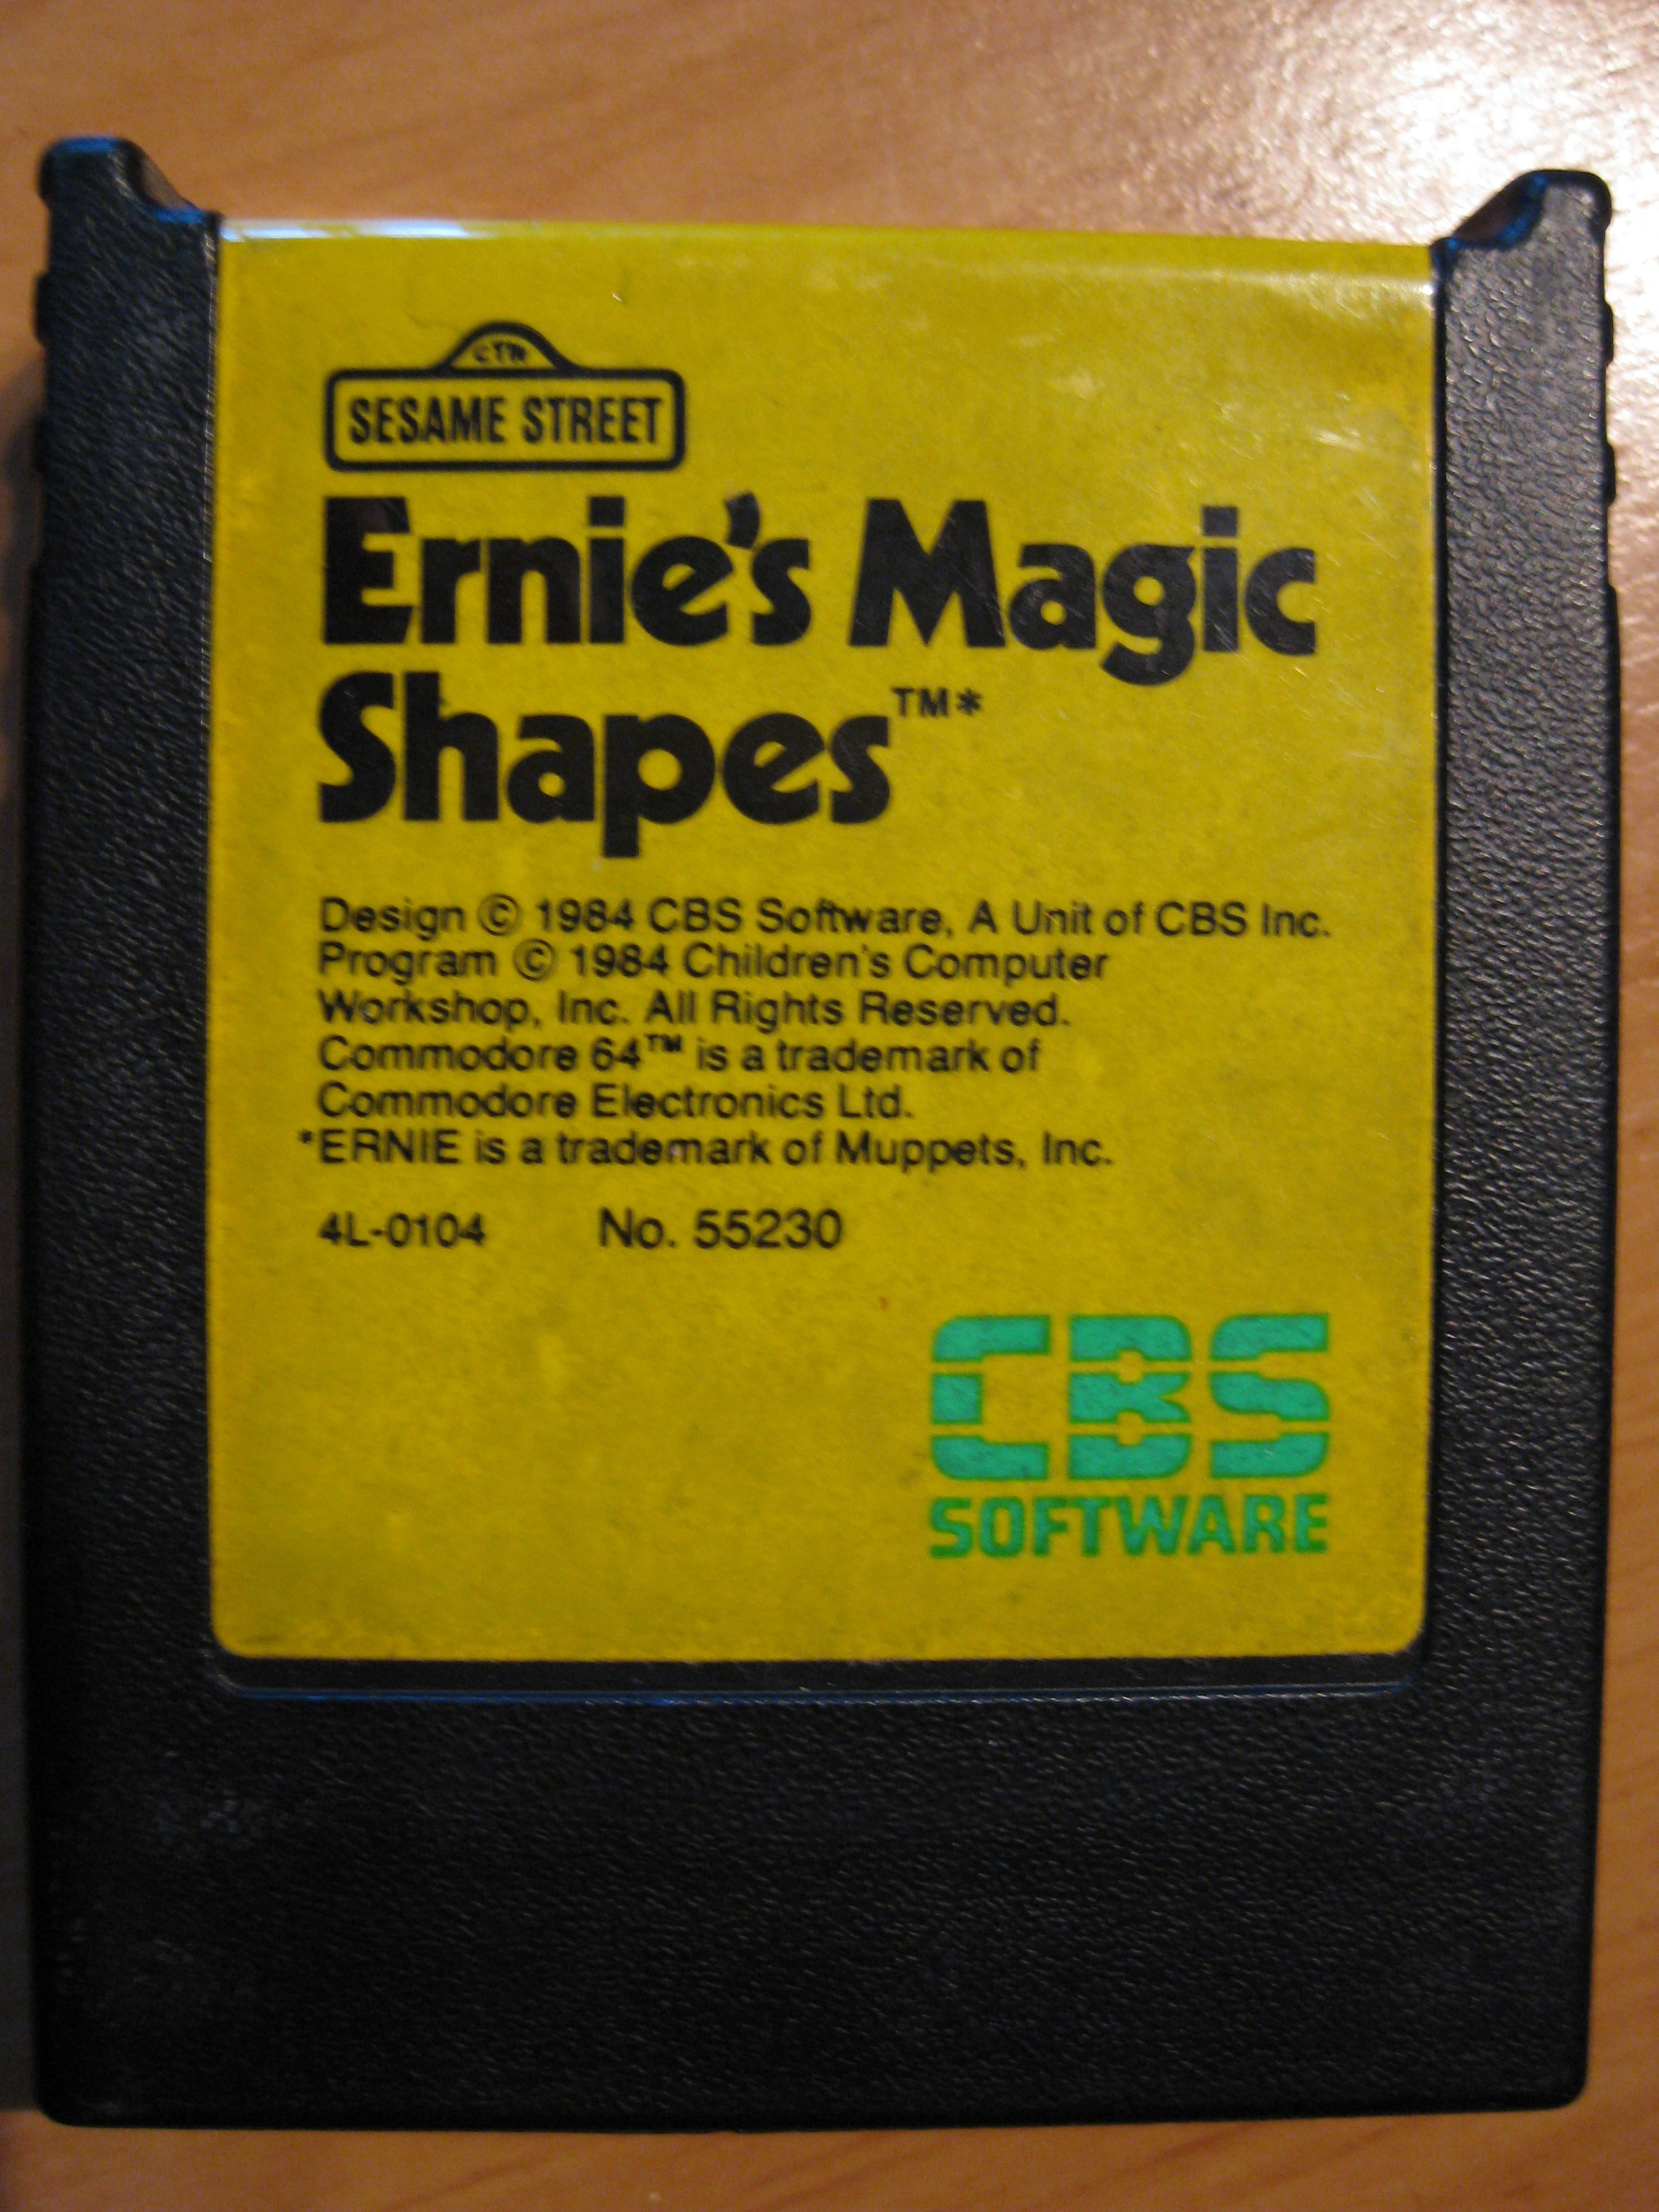 CTW
SESAME STREET
Ernie's Magic
Shapes™*
Design © 1984 CBS Software, A Unit of CBS Inc.
Program © 1984 Children's Computer
Workshop, Inc. All Rights Reserved.
Commodore 64™ is a trademark of
Commodore Electronics Ltd.
*ERNIE is a trademark of Muppets, Inc.
4L-0104 No. 55230
CBS
SOFTWARE